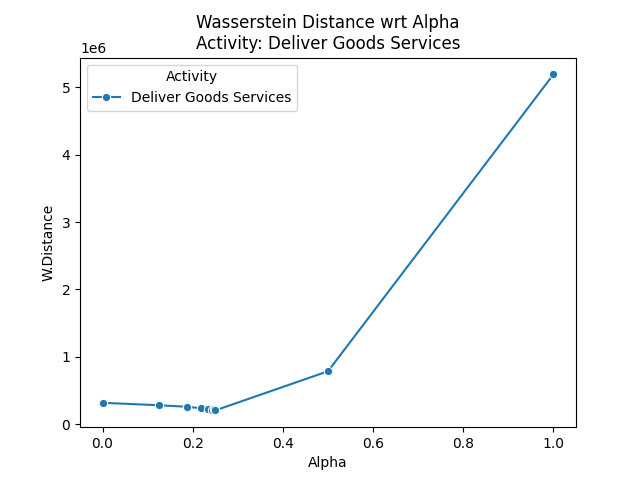 Wasserstein Distance wrt Alpha
Activity: Deliver Goods Services
1e6
Activity
Deliver Goods Services
5
4
3
2
1
0
W.Distance
0.0 0.2 0.4 0.6 0.8 1.0
Alpha